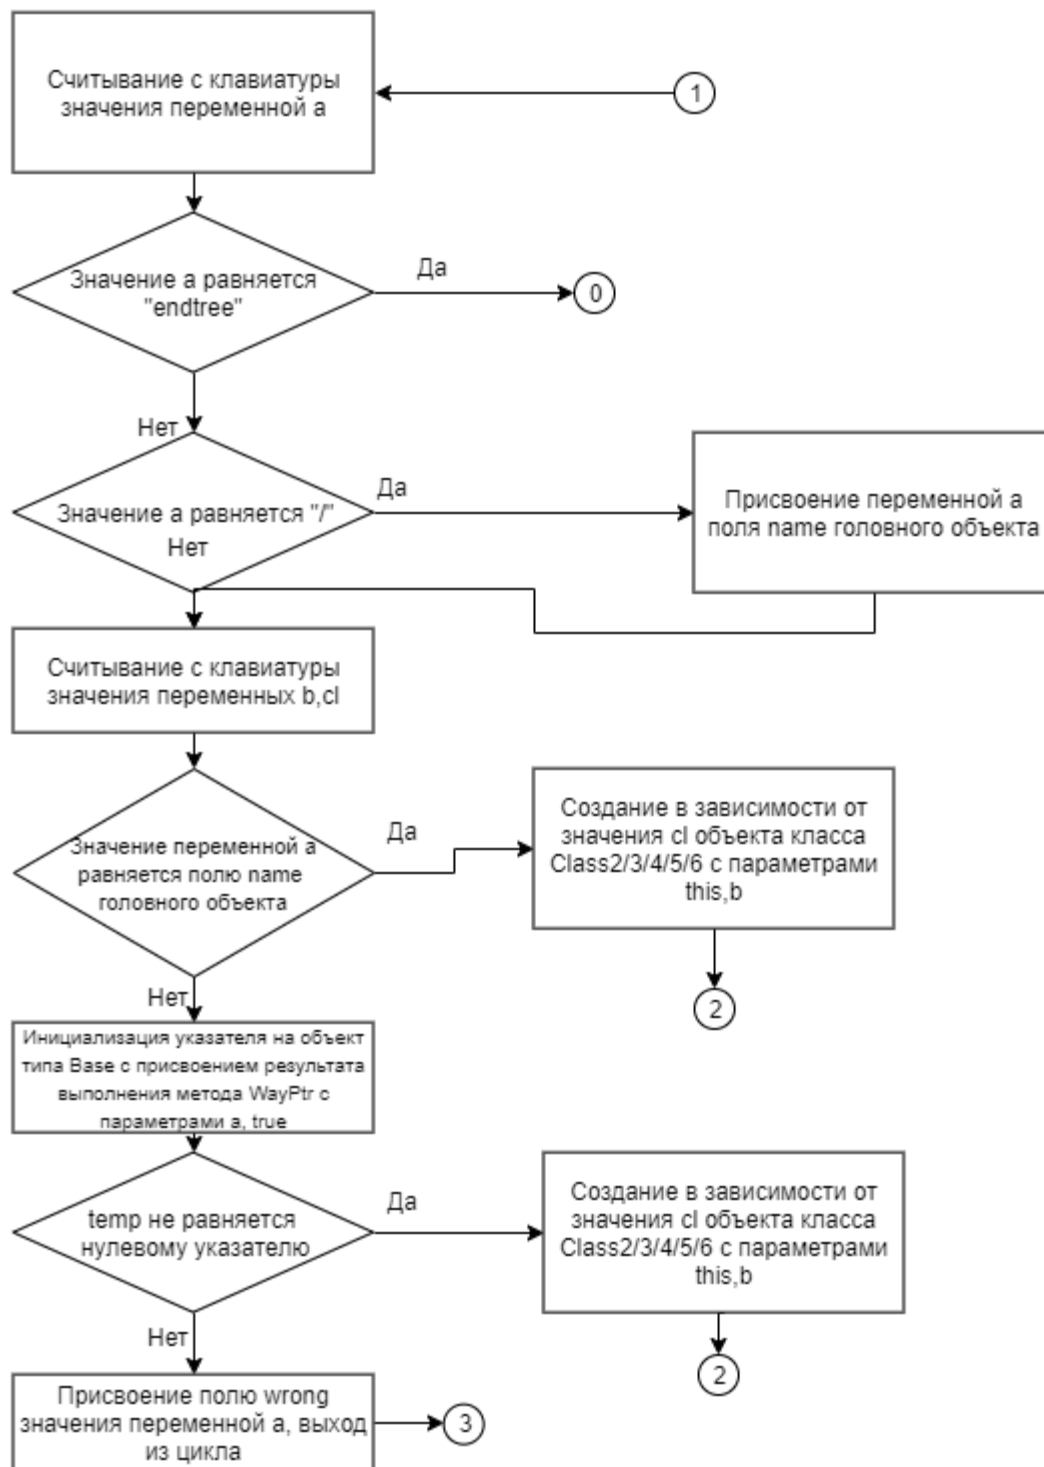 Считывание с клавиатуры
значения переменной a
1
Значение a равняется
"endtree"
Да
0
Нет
Значение a равняется "/"
Нет
Да
Присвоение переменной a
поля name головного объекта
Считывание с клавиатуры
значения переменных b,cl
Значение переменной a
равняется полю name
головного объекта
Да
Создание в зависимости от
значения cl объекта класса
Class2/3/4/5/6 с параметрами
this,b
2
Нет
Инициализация указателя на объект
типа Base с присвоением результата
выполнения метода WayPtr с
параметрами a, true
temp не равняется
нулевому указателю
Да
Создание в зависимости от
значения cl объекта класса
Class2/3/4/5/6 с параметрами
this,b
2
Нет
Присвоение полю wrong
значения переменной a, выход
из цикла
3